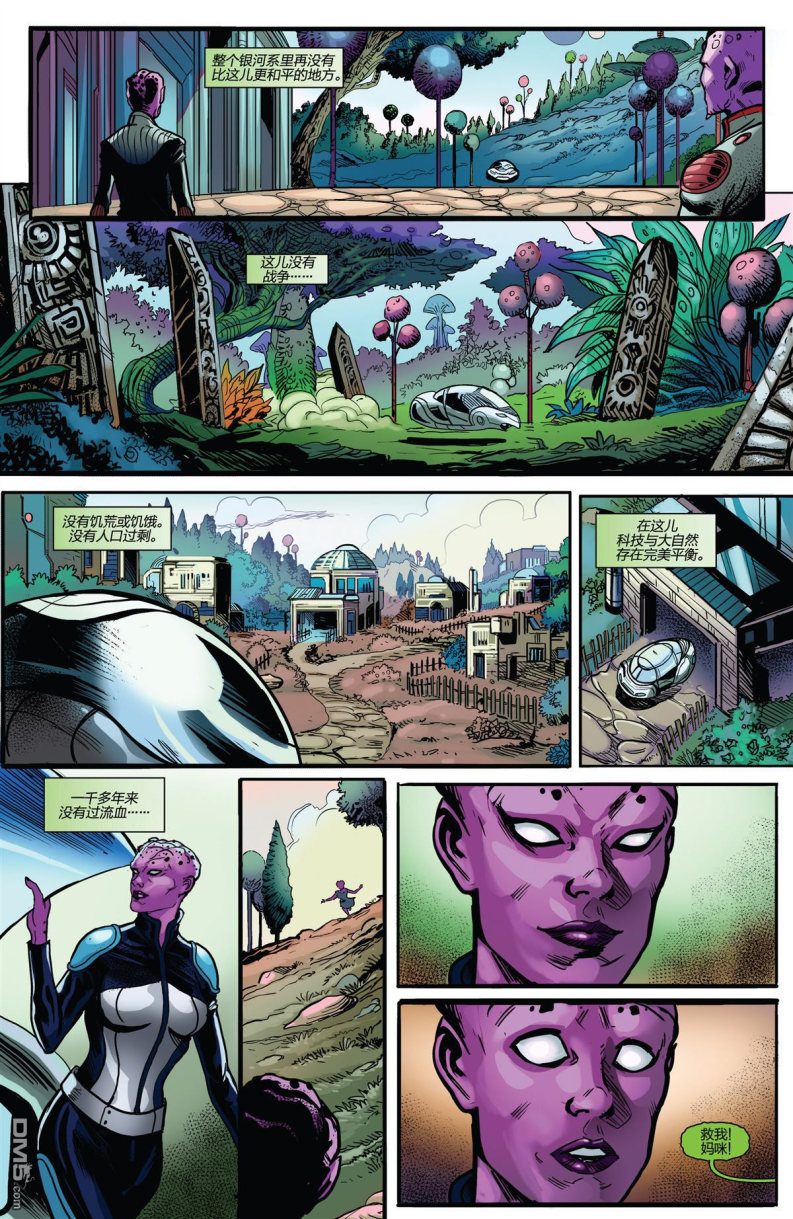 整个银河系里再没有
比这儿更和平的地方。
这儿没有
战争……
没有饥荒或饥饿。
没有人口过剩。
在这儿
科技与大自然
存在完美平衡。
一千多年来
没有过流血……
救我！
妈咪！
DM5.com